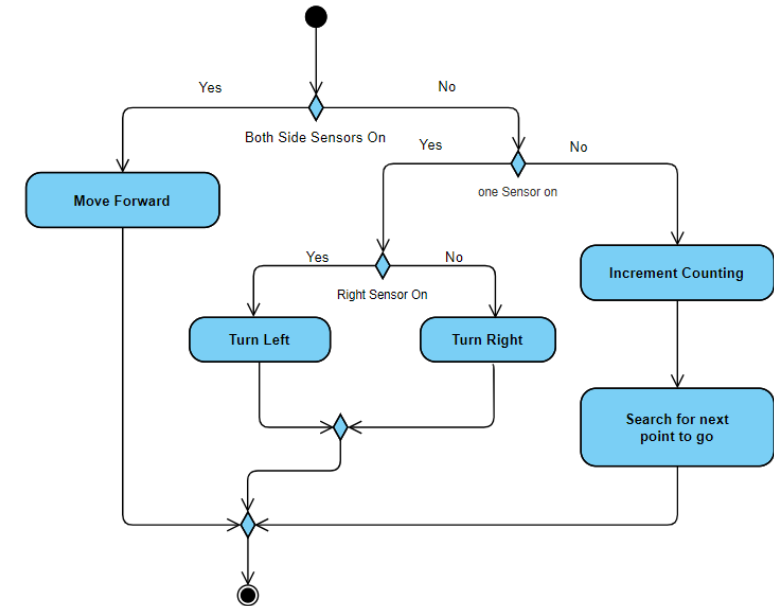 Yes
No
Both Side Sensors On
Yes
No
one Sensor on
Move Forward
Yes
No
Right Sensor On
Increment Counting
Turn Left
Turn Right
Search for next
point to go